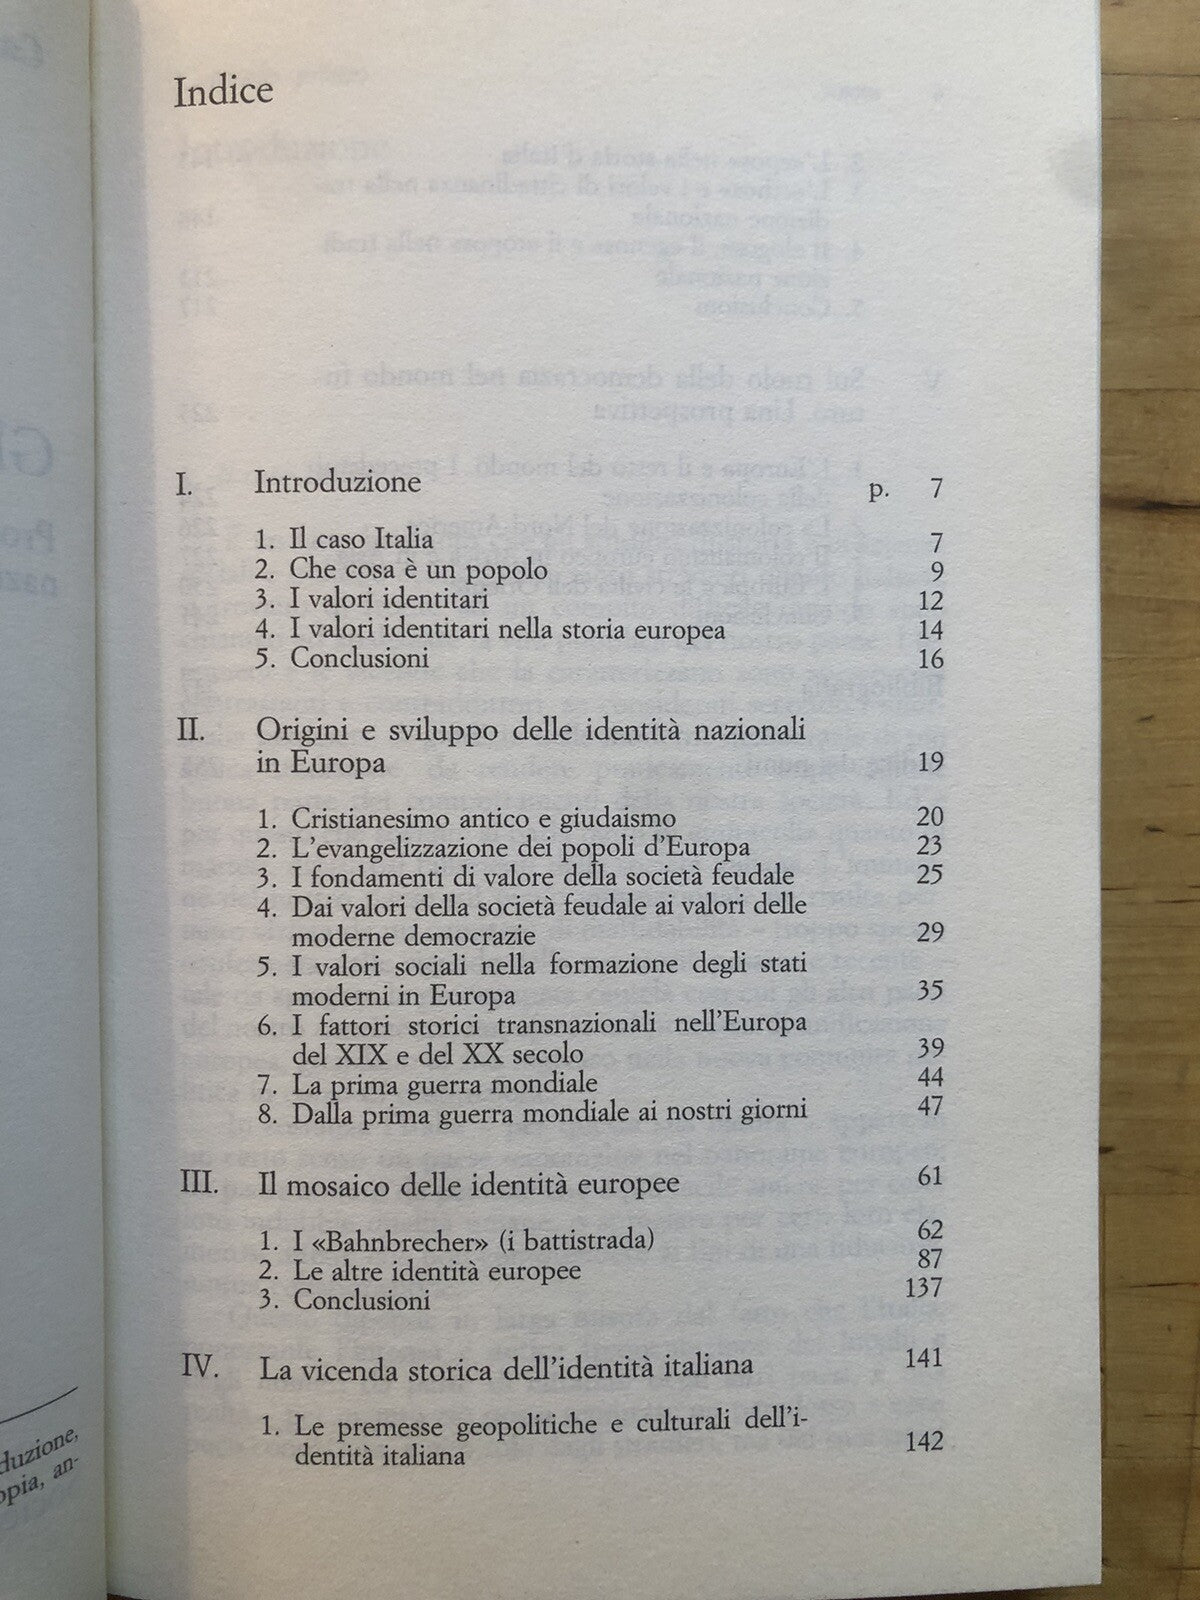 Indice
I. Introduzione p. 7
1. Il caso Italia 7
2. Che cosa è un popolo 9
3. I valori identitari 12
4. I valori identitari nella storia europea 14
5. Conclusioni 16
II. Origini e sviluppo delle identità nazionali
in Europa 19
1. Cristianesimo antico e giudaismo 20
2. L'evangelizzazione dei popoli d'Europa 23
3. I fondamenti di valore della società feudale 25
4. Dai valori della società feudale ai valori delle
moderne democrazie 29
5. I valori sociali nella formazione degli stati
moderni in Europa 35
6. I fattori storici transnazionali nell'Europa
del XIX e del XX secolo 39
7. La prima guerra mondiale 44
8. Dalla prima guerra mondiale ai nostri giorni 47
III. Il mosaico delle identità europee 61
1. I «Bahnbrecher» (i battistrada) 62
2. Le altre identità europee 87
3. Conclusioni 137
IV. La vicenda storica dell'identità italiana 141
1. Le premesse geopolitiche e culturali dell'i-
dentità italiana 142